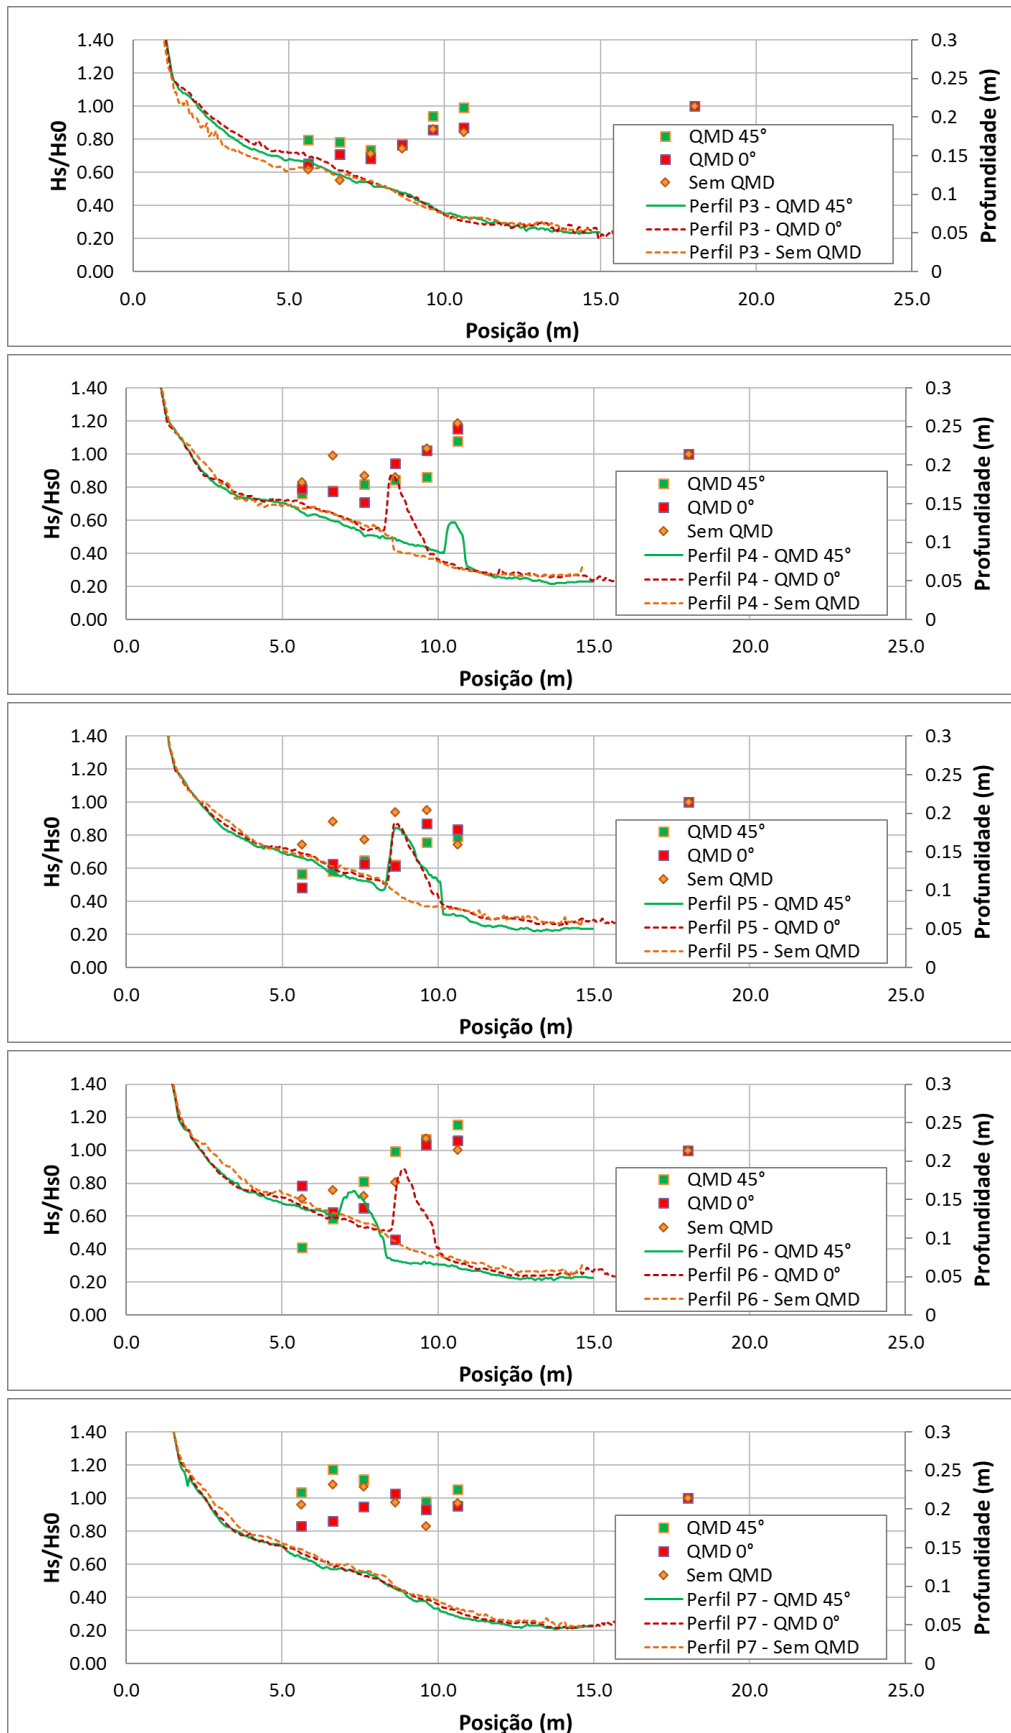 1.40
1.20
1.00
0.80
0.60
0.40
0.20
0.00
Hs/Hs0
0.3
0.25
0.2
0.15
0.1
0.05
0
Profundidade (m)
QMD 45°
QMD 0°
Sem QMD
Perfil P3 - QMD 45°
Perfil P3 - QMD 0°
Perfil P3 - Sem QMD
0.0 5.0 10.0 15.0 20.0 25.0
Posição (m)
1.40
1.20
1.00
0.80
0.60
0.40
0.20
0.00
Hs/Hs0
0.3
0.25
0.2
0.15
0.1
0.05
0
Profundidade (m)
QMD 45°
QMD 0°
Sem QMD
Perfil P4 - QMD 45°
Perfil P4 - QMD 0°
Perfil P4 - Sem QMD
0.0 5.0 10.0 15.0 20.0 25.0
Posição (m)
1.40
1.20
1.00
0.80
0.60
0.40
0.20
0.00
Hs/Hs0
0.3
0.25
0.2
0.15
0.1
0.05
0
Profundidade (m)
QMD 45°
QMD 0°
Sem QMD
Perfil P5 - QMD 45°
Perfil P5 - QMD 0°
Perfil P5 - Sem QMD
0.0 5.0 10.0 15.0 20.0 25.0
Posição (m)
1.40
1.20
1.00
0.80
0.60
0.40
0.20
0.00
Hs/Hs0
0.3
0.25
0.2
0.15
0.1
0.05
0
Profundidade (m)
QMD 45°
QMD 0°
Sem QMD
Perfil P6 - QMD 45°
Perfil P6 - QMD 0°
Perfil P6 - Sem QMD
0.0 5.0 10.0 15.0 20.0 25.0
Posição (m)
1.40
1.20
1.00
0.80
0.60
0.40
0.20
0.00
Hs/Hs0
0.3
0.25
0.2
0.15
0.1
0.05
0
Profundidade (m)
QMD 45°
QMD 0°
Sem QMD
Perfil P7 - QMD 45°
Perfil P7 - QMD 0°
Perfil P7 - Sem QMD
0.0 5.0 10.0 15.0 20.0 25.0
Posição (m)